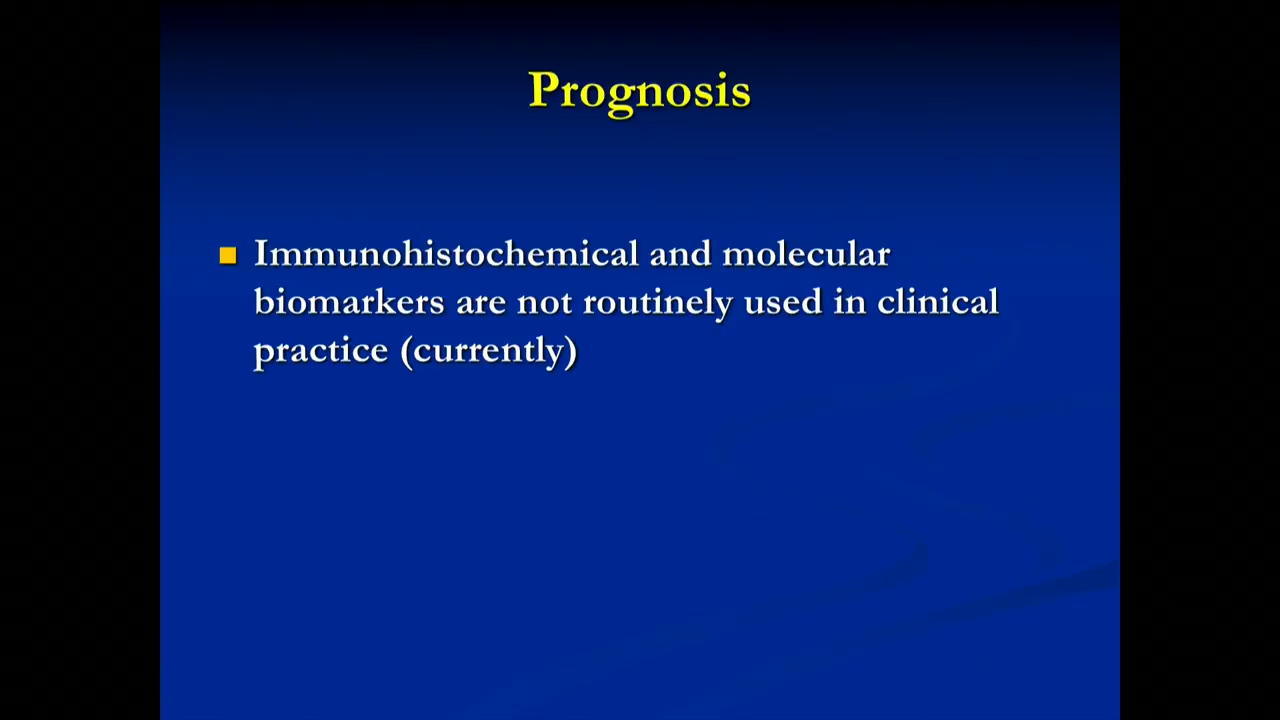 Prognosis
Immunohistochemical and molecular
biomarkers are not routinely used in clinical
practice (currently)